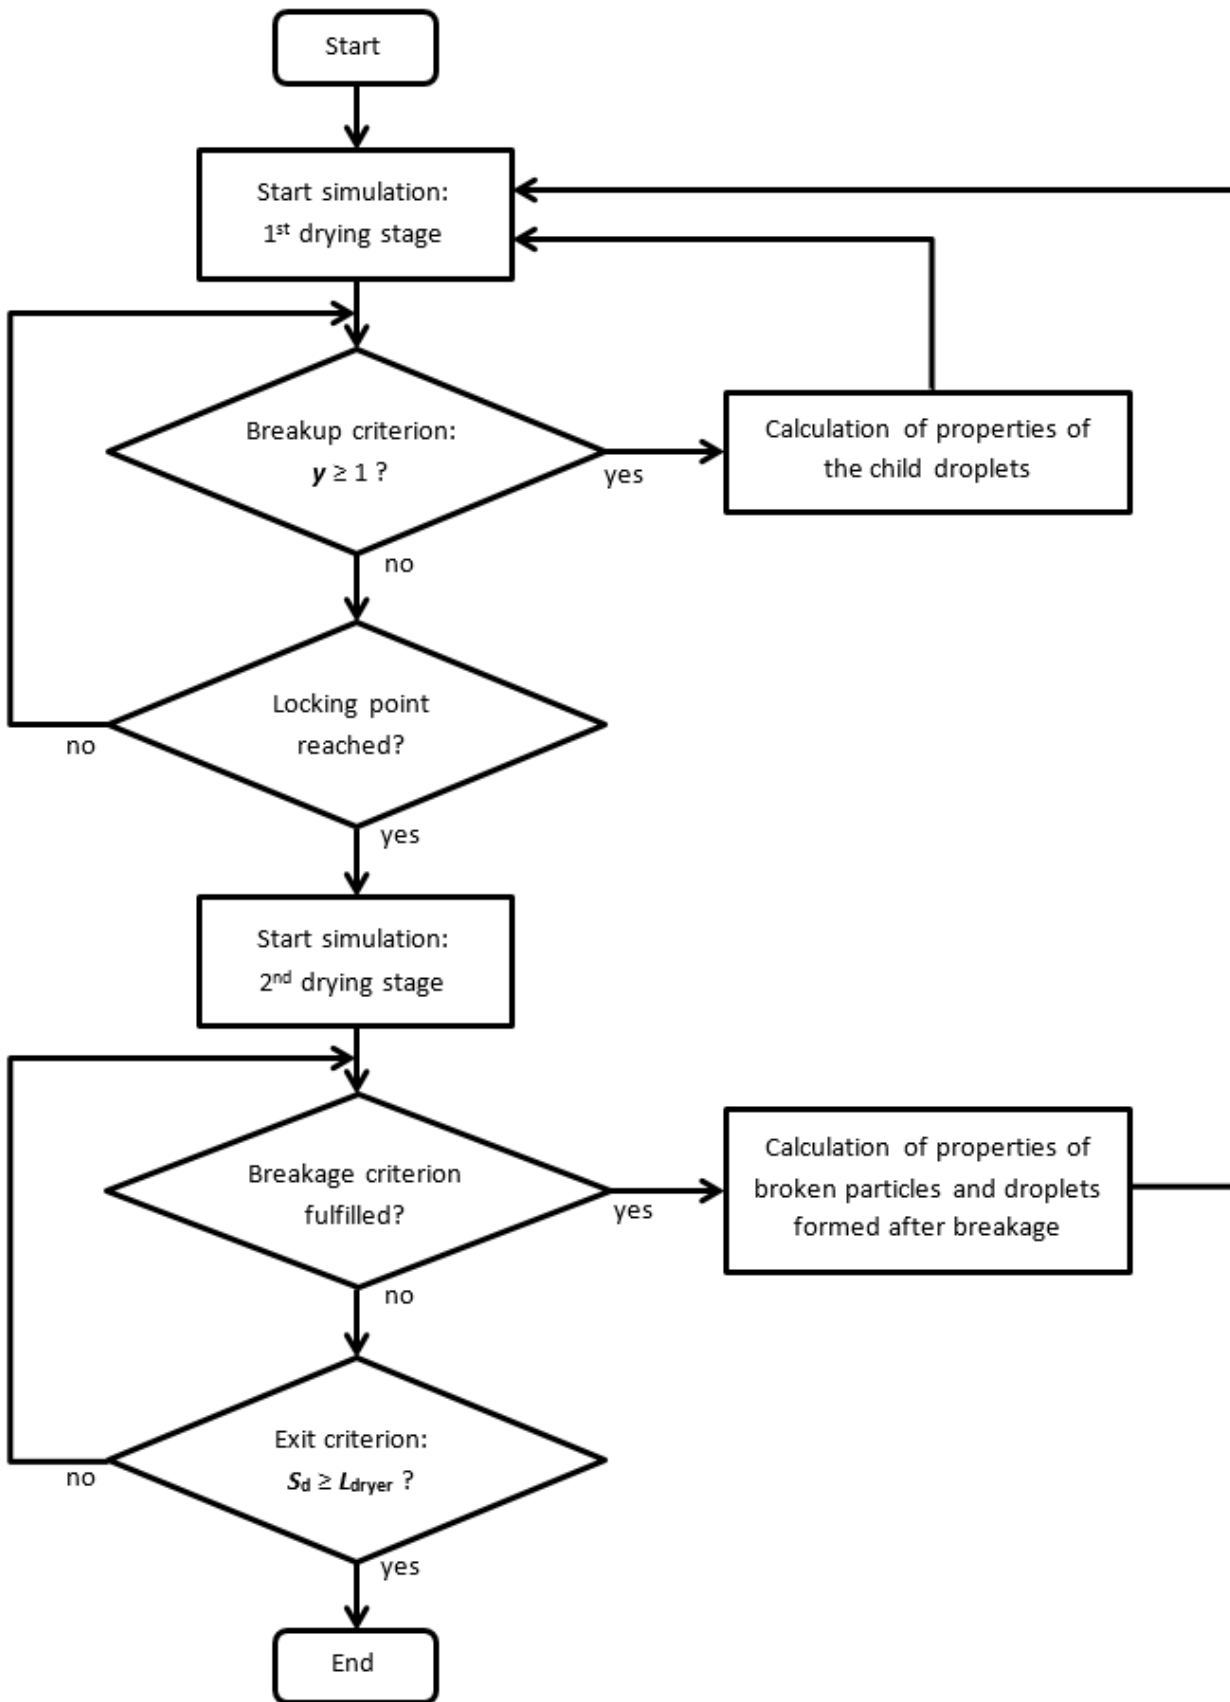 Start
Start simulation:
1st drying stage
Breakup criterion:
y ≥ 1 ?
yes
Calculation of properties of
the child droplets
no
Locking point
reached?
no
yes
Start simulation:
2nd drying stage
Breakage criterion
fulfilled?
yes
Calculation of properties of
broken particles and droplets
formed after breakage
no
Exit criterion:
Sd ≥ Ldryer ?
no
yes
End